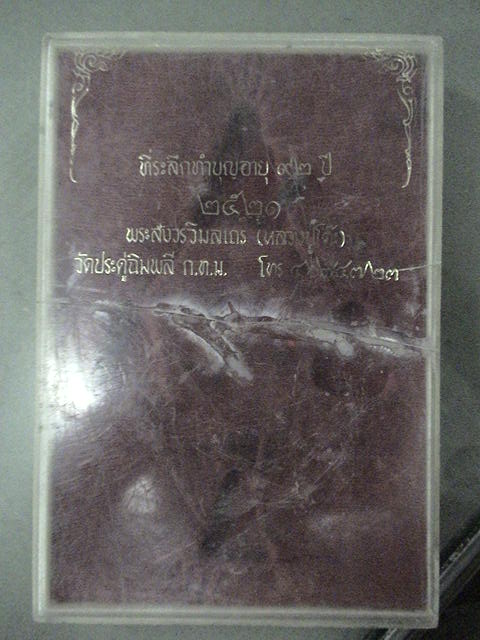 ที่ระลึกทำบุญอายุ ๙๒ ปี
๒๕๒๑
พระสังวรวิมลเถร (หลวงปู่โต๊ะ)
วัดประดู่ฉิมพลี ก.ท.ม. โทร